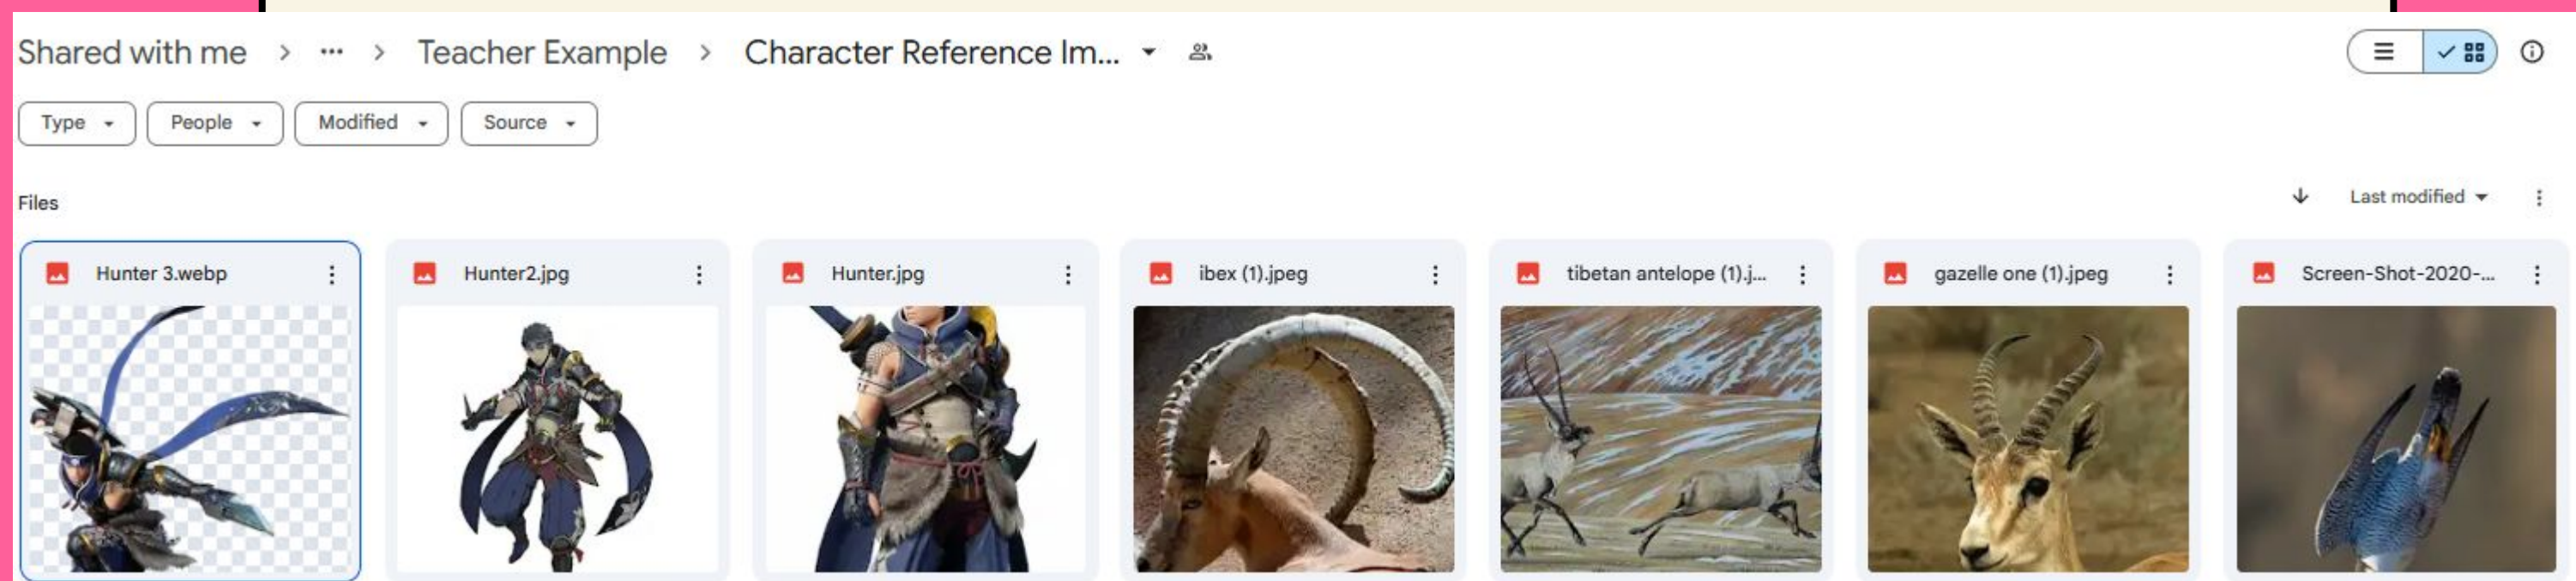 Shared with me > ... > Teacher Example > Character Reference Im...
Type People Modified Source
Files
Last modified
Hunter 3.webp
Hunter2.jpg
Hunter.jpg
ibex (1).jpeg
tibetan antelope (1).j...
gazelle one (1).jpeg
Screen-Shot-2020-...